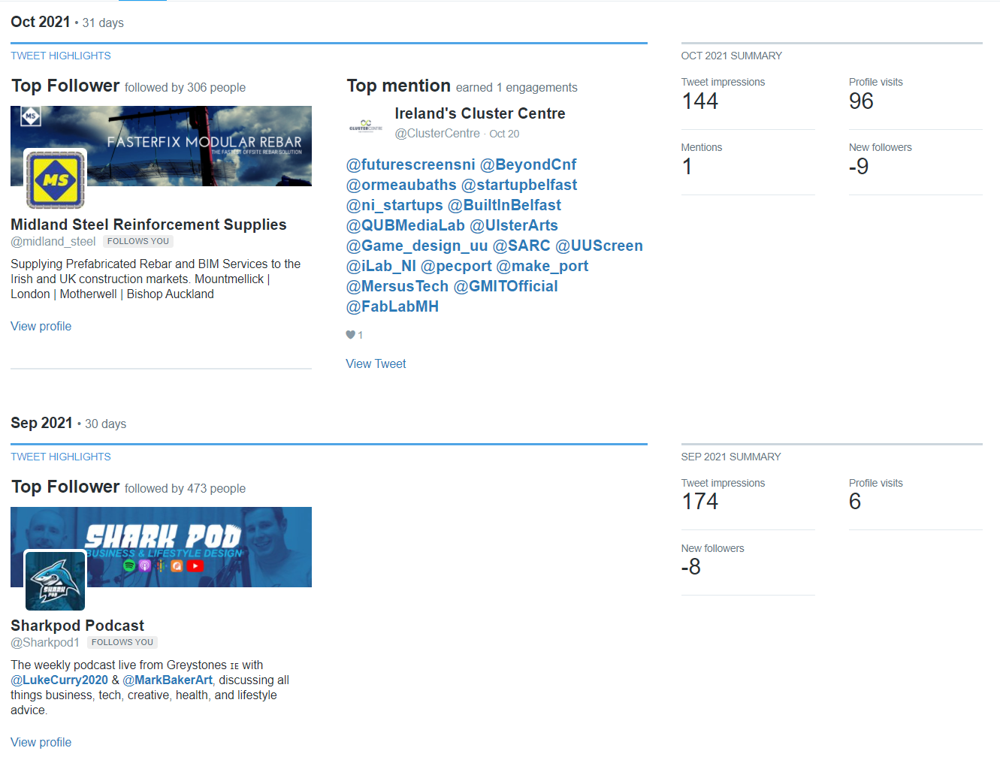 Oct 2021 • 31 days
TWEET HIGHLIGHTS
Top Follower followed by 306 people
MS
FASTERFIX MODULAR REBAR
THE FASTEST OFFSITE REBAR SOLUTION
MS
Midland Steel Reinforcement Supplies
@midland_steel FOLLOWS YOU
Supplying Prefabricated Rebar and BIM Services to the
Irish and UK construction markets. Mountmellick |
London | Motherwell | Bishop Auckland
View profile
Top mention earned 1 engagements
CLUSTERCENTRE
Ireland's Cluster Centre
@ClusterCentre · Oct 20
@futurescreensni @BeyondCnf
@ormeaubaths @startupbelfast
@ni_startups @BuiltInBelfast
@QUBMediaLab @UlsterArts
@Game_design_uu @SARC @UUScreen
@iLab_NI @pecport @make_port
@MersusTech @GMITOfficial
@FabLabMH
1
View Tweet
OCT 2021 SUMMARY
Tweet impressions
144
Profile visits
96
Mentions
1
New followers
-9
Sep 2021 • 30 days
TWEET HIGHLIGHTS
Top Follower followed by 473 people
SHARK POD
BUSINESS & LIFESTYLE DESIGN
SHARK
POD
Sharkpod Podcast
@Sharkpod1 FOLLOWS YOU
The weekly podcast live from Greystones IE with
@LukeCurry2020 & @MarkBakerArt, discussing all
things business, tech, creative, health, and lifestyle
advice.
View profile
SEP 2021 SUMMARY
Tweet impressions
174
Profile visits
6
New followers
-8